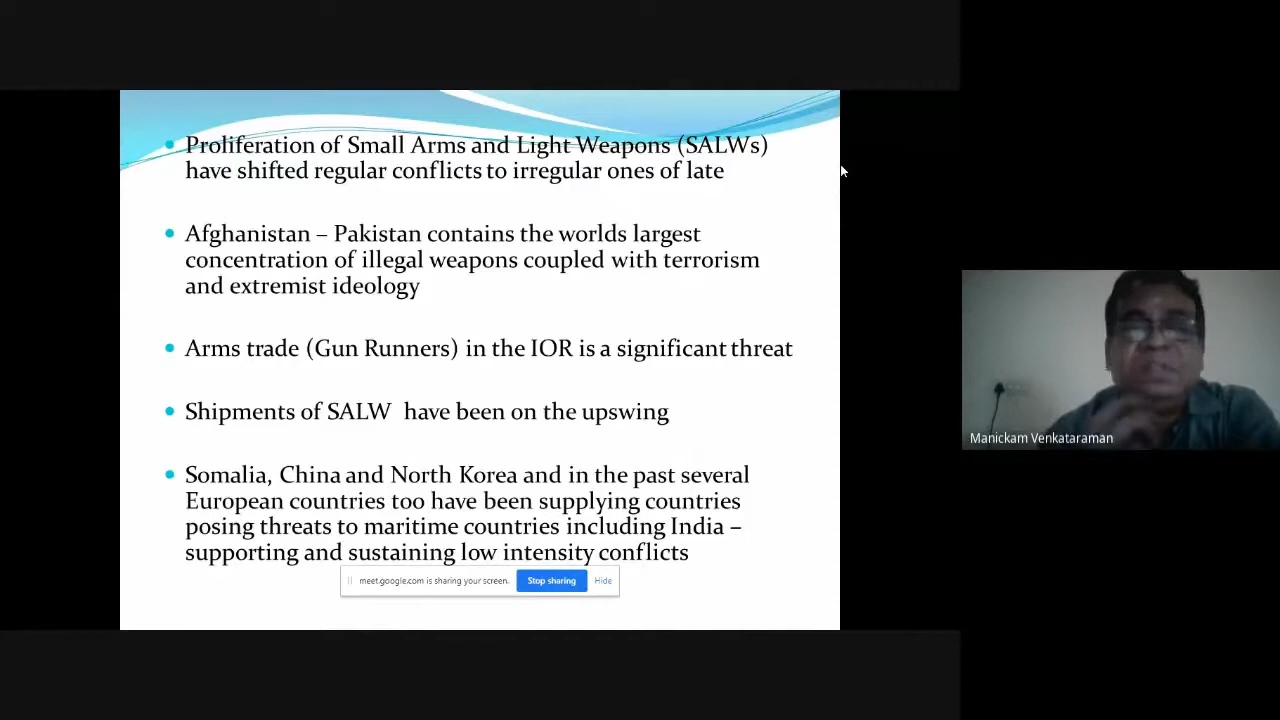 Proliferation of Small Arms and Light Weapons (SALWs)
have shifted regular conflicts to irregular ones of late
Afghanistan – Pakistan contains the worlds largest
concentration of illegal weapons coupled with terrorism
and extremist ideology
Arms trade (Gun Runners) in the IOR is a significant threat
Shipments of SALW have been on the upswing
Somalia, China and North Korea and in the past several
European countries too have been supplying countries
posing threats to maritime countries including India –
supporting and sustaining low intensity conflicts
meet.google.com is sharing your screen.
Stop sharing
Hide
Manickam Venkataraman